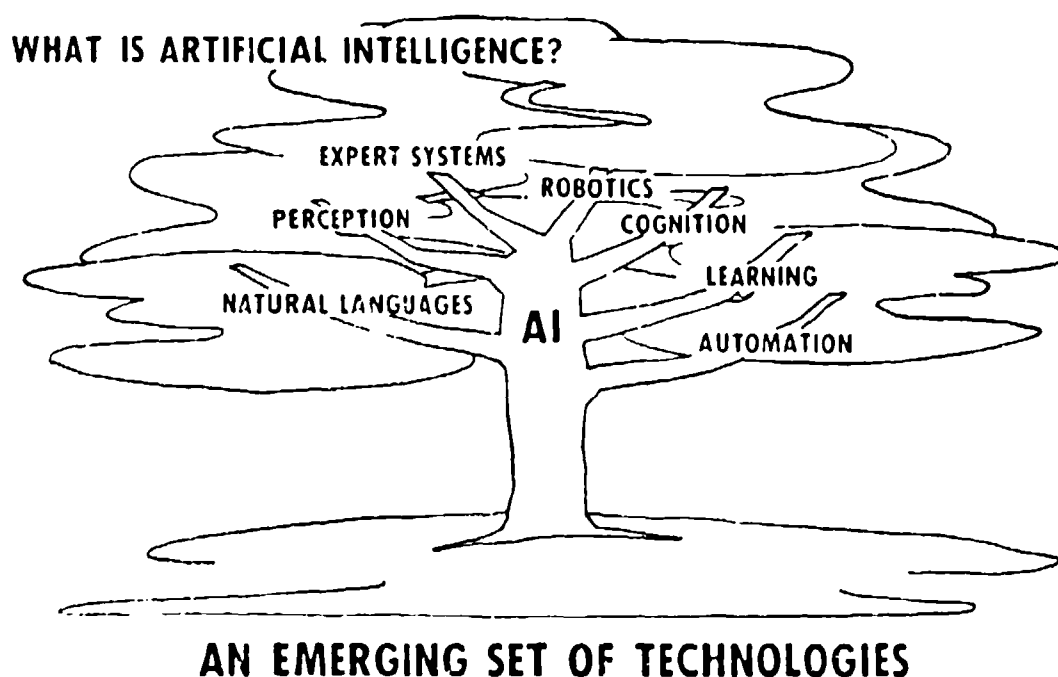 WHAT IS ARTIFICIAL INTELLIGENCE?
EXPERT SYSTEMS
ROBOTICS
PERCEPTION
COGNITION
LEARNING
NATURAL LANGUAGES
AI
AUTOMATION
AN EMERGING SET OF TECHNOLOGIES